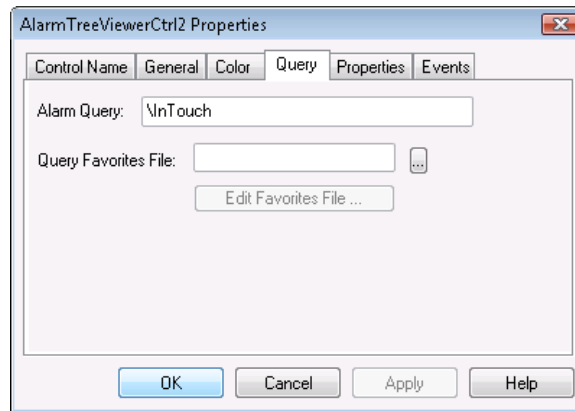 AlarmTreeViewerCtrl2 Properties
Control Name General Color Query Properties Events
Alarm Query: \InTouch
Query Favorites File: ...
Edit Favorites File ...
OK Cancel Apply Help